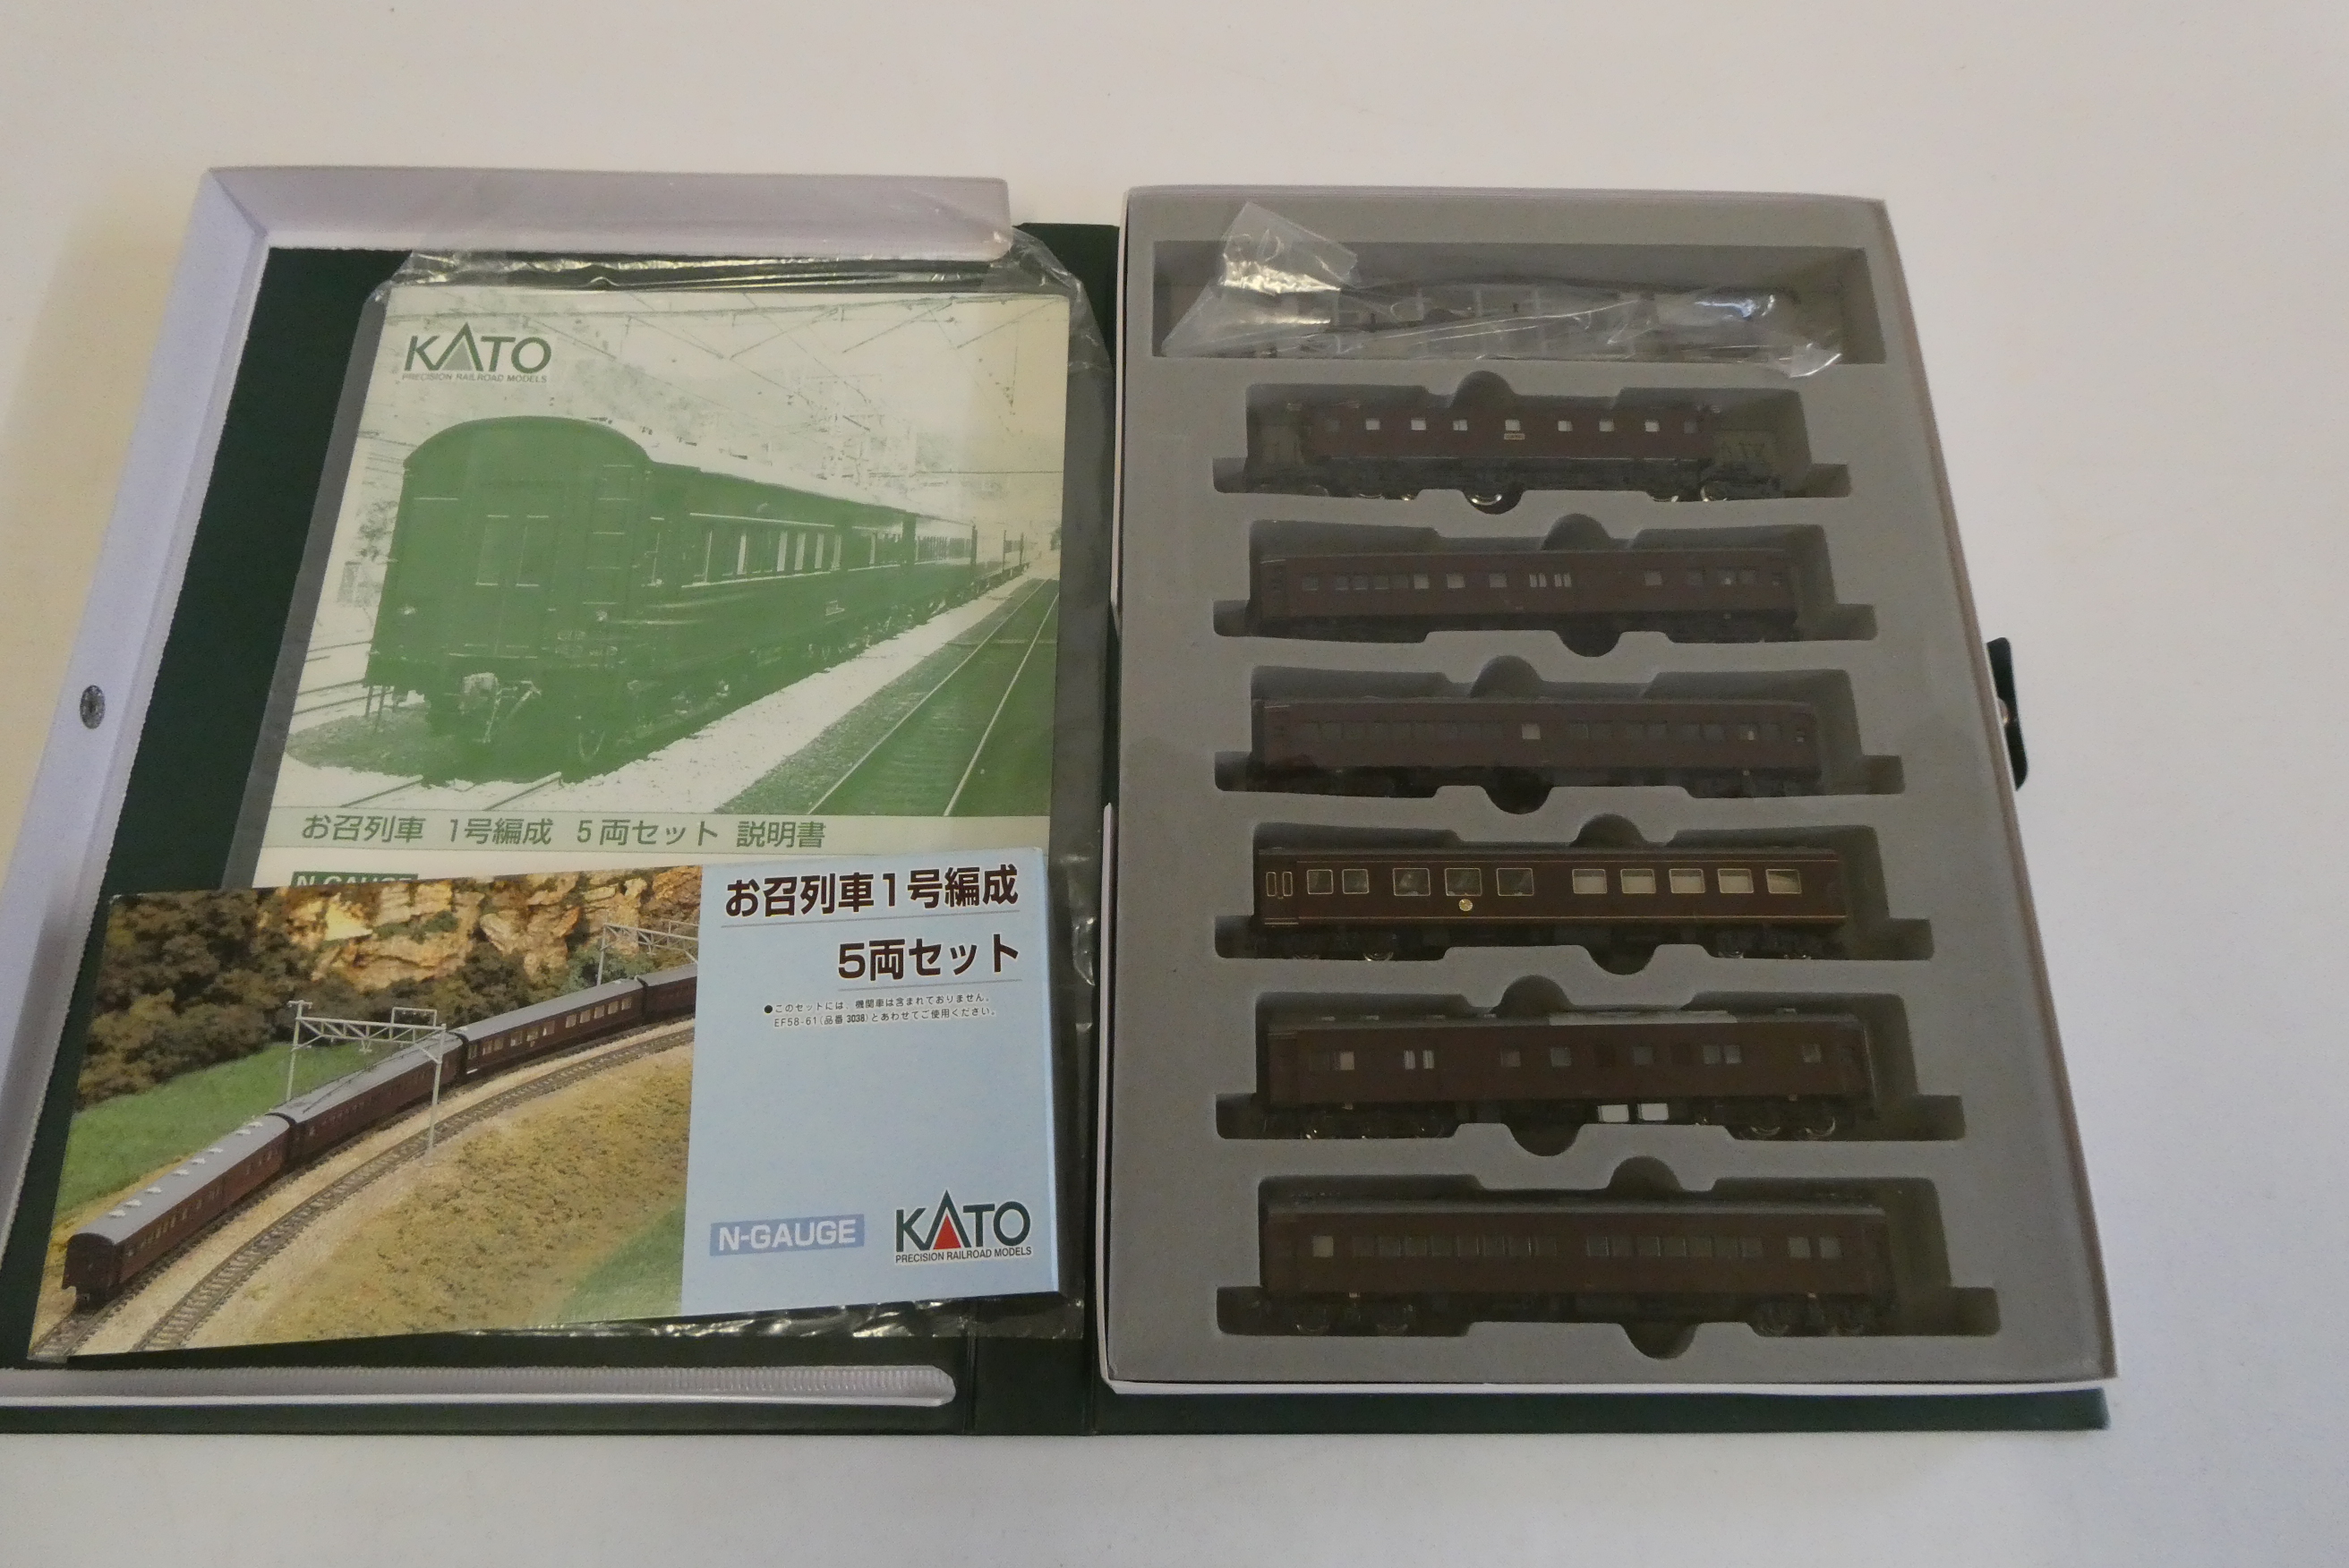 KATO
PRECISION RAILROAD MODELS
お召列車 1号編成 5両セット 説明書
N-GAUGE
お召列車1号編成
5両セット
●このセットには、機関車は含まれておりません。
EF58-61(品番 3038)とあわせてご使用ください。
N-GAUGE
KATO
PRECISION RAILROAD MODELS